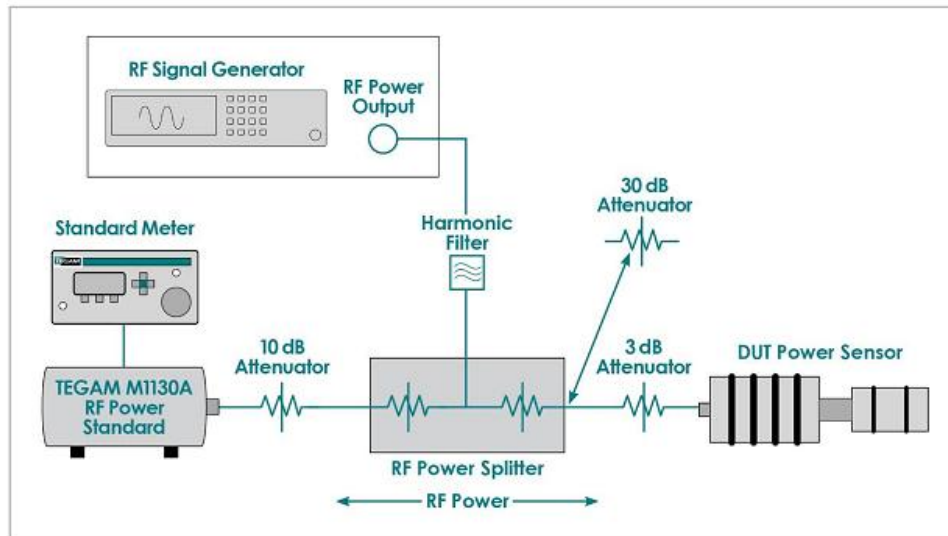 RF Signal Generator
RF Power
Output
Standard Meter
TEGAM
Harmonic
Filter
30 dB
Attenuator
10 dB
Attenuator
3 dB
Attenuator
DUT Power Sensor
TEGAM M1130A
RF Power
Standard
RF Power Splitter
RF Power